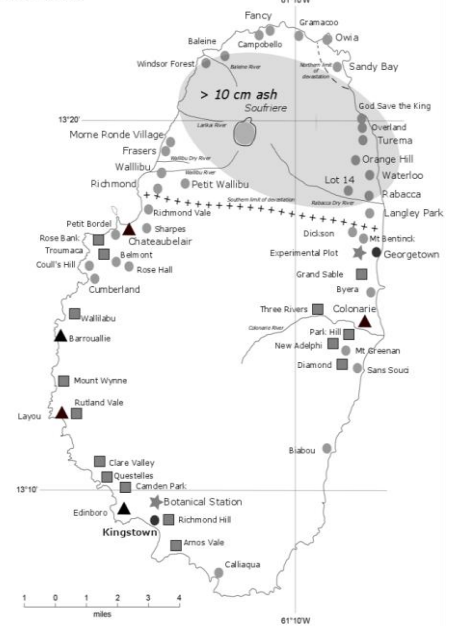 61°10'W
Fancy
Gramacoo
Baleine
Campobello
Owia
Windsor Forest
Baleine River
Northern limit of devastation
Sandy Bay
> 10 cm ash
Soufriere
God Save the King
13°20
Larikai River
Overland
Turema
Morne Ronde Village
Frasers
Wallibu Dry River
Orange Hill
Walllibu
Wallibu River
Waterloo
Richmond
Petit Wallibu
Lot 14
Rabacca
Southern limit of devastation
Rabacca Dry River
Richmond Vale
Langley Park
Petit Bordel
Sharpes
Dickson
Mt Bentinck
Rose Bank
Chateaubelair
Troumaca
Belmont
Experimental Plot
Georgetown
Coull's Hill
Rose Hall
Grand Sable
Cumberland
Byera
Wallilabu
Three Rivers
Colonarie
Barrouallie
Colonarie River
Park Hill
New Adelphi
Mt Greenan
Mount Wynne
Diamond
Sans Souci
Rutland Vale
Layou
Biabou
Clare Valley
Questelles
Camden Park
13°10
Botanical Station
Edinboro
Richmond Hill
Kingstown
Arnos Vale
Calliaqua
1 0 1 2 3 4
miles
61°10W